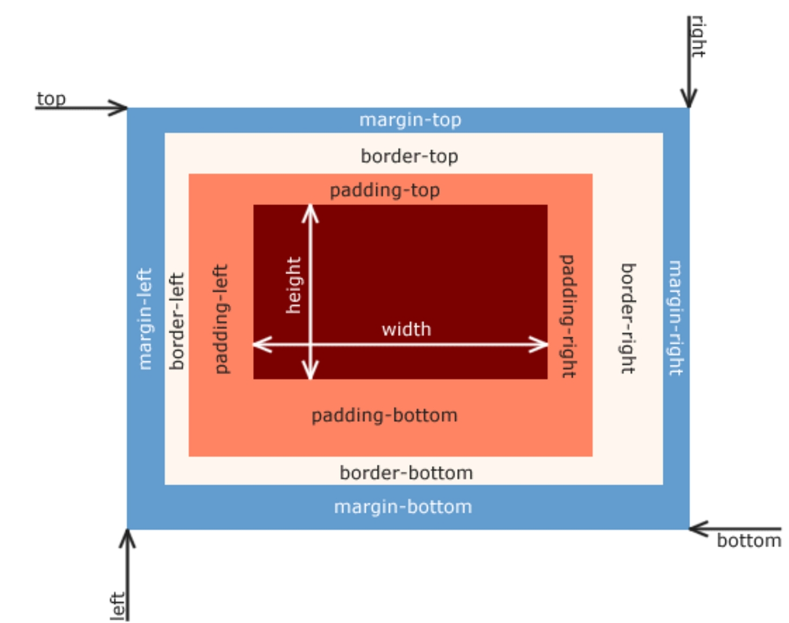 right
top
margin-top
border-top
padding-top
margin-left
border-left
padding-left
height
width
padding-right
border-right
margin-right
padding-bottom
border-bottom
margin-bottom
bottom
left